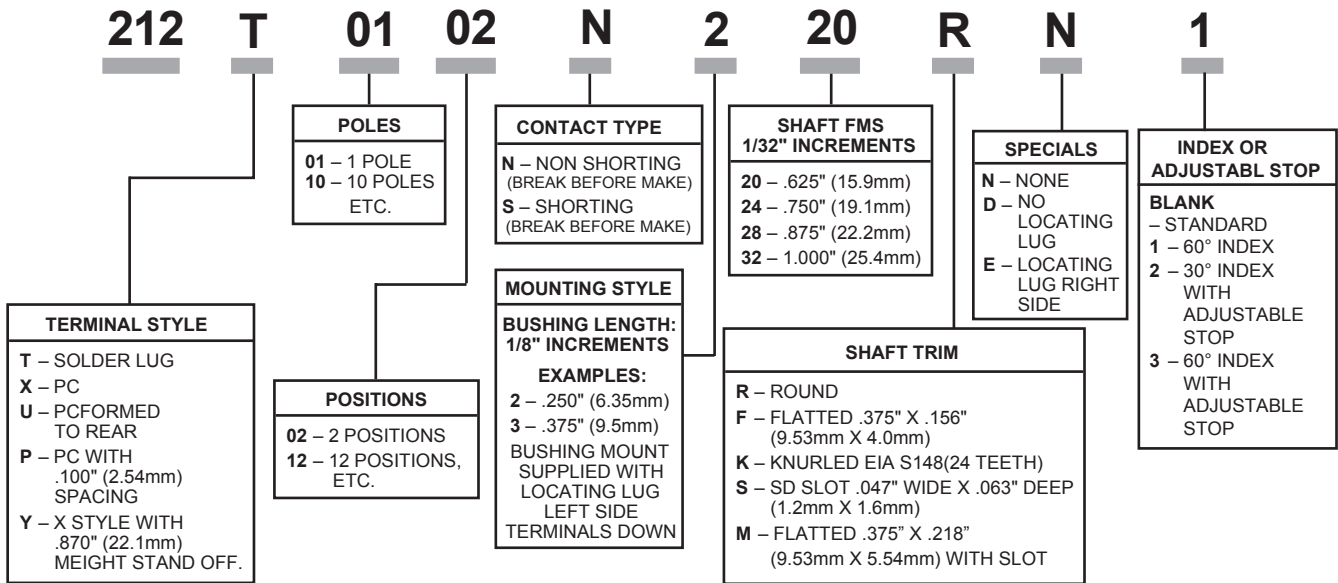 212 T 01 02 N 2 20 R N 1
POLES
01 – 1 POLE
10 – 10 POLES
ETC.
CONTACT TYPE
N – NON SHORTING
(BREAK BEFORE MAKE)
S – SHORTING
(BREAK BEFORE MAKE)
SHAFT FMS
1/32" INCREMENTS
20 – .625" (15.9mm)
24 – .750" (19.1mm)
28 – .875" (22.2mm)
32 – 1.000" (25.4mm)
SPECIALS
N – NONE
D – NO
LOCATING
LUG
E – LOCATING
LUG RIGHT
SIDE
INDEX OR
ADJUSTABL STOP
BLANK
– STANDARD
1 – 60° INDEX
2 – 30° INDEX
WITH
ADJUSTABLE
STOP
3 – 60° INDEX
WITH
ADJUSTABLE
STOP
TERMINAL STYLE
T – SOLDER LUG
X – PC
U – PCFORMED
TO REAR
P – PC WITH
.100" (2.54mm)
SPACING
Y – X STYLE WITH
.870" (22.1mm)
MEIGHT STAND OFF.
POSITIONS
02 – 2 POSITIONS
12 – 12 POSITIONS,
ETC.
MOUNTING STYLE
BUSHING LENGTH:
1/8" INCREMENTS
EXAMPLES:
2 – .250" (6.35mm)
3 – .375" (9.5mm)
BUSHING MOUNT
SUPPLIED WITH
LOCATING LUG
LEFT SIDE
TERMINALS DOWN
SHAFT TRIM
R – ROUND
F – FLATTED .375" X .156"
(9.53mm X 4.0mm)
K – KNURLED EIA S148(24 TEETH)
S – SD SLOT .047" WIDE X .063" DEEP
(1.2mm X 1.6mm)
M – FLATTED .375” X .218”
(9.53mm X 5.54mm) WITH SLOT